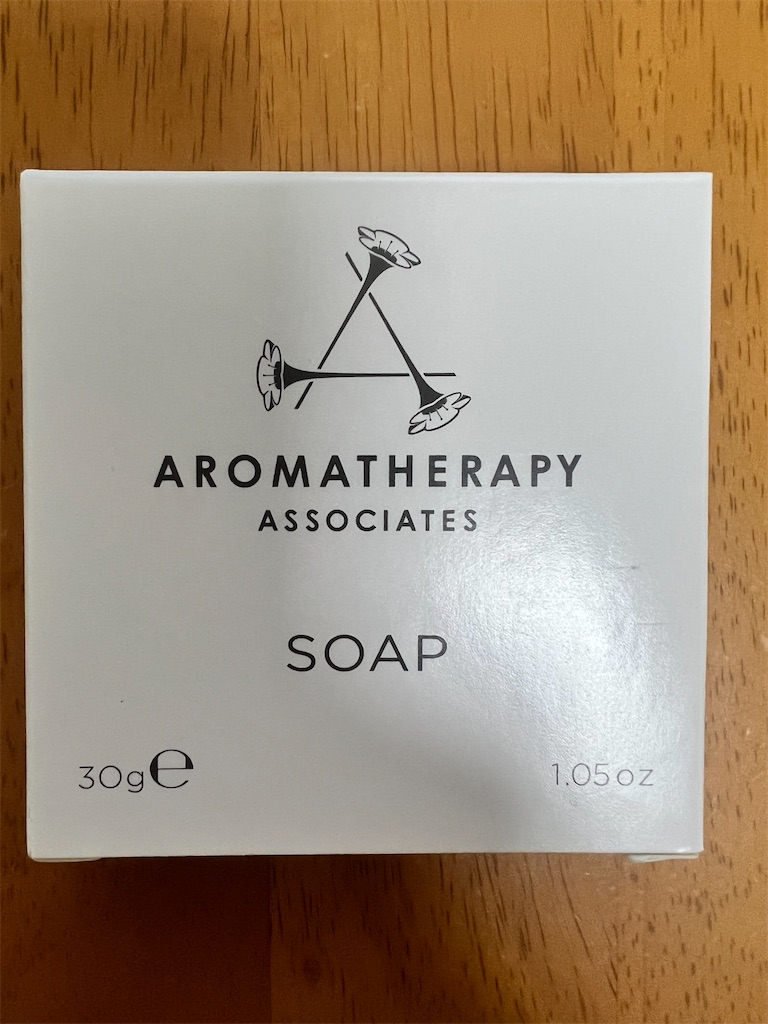 AROMATHERAPY
ASSOCIATES
SOAP
30g℮ 1.05oz